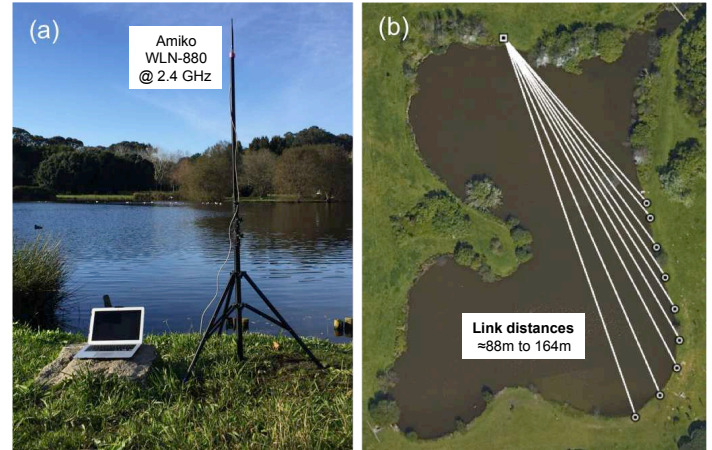 (a)
Amiko
WLN-880
@ 2.4 GHz
(b)
Link distances
≈88m to 164m